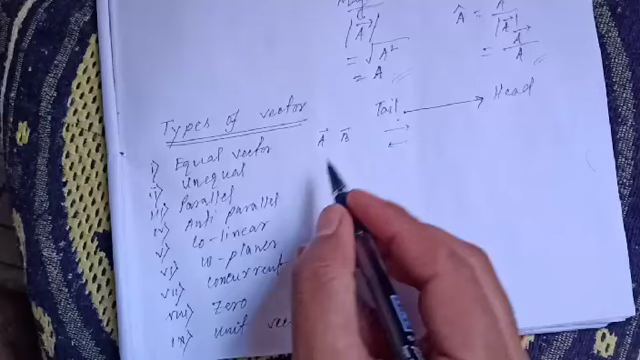 |A⃗|
= √A²
= A
Â = A⃗ / |A⃗|
= A⃗ / A
Types of vector
Tail → Head
i) Equal vector
A⃗ B⃗
ii) Unequal
iii) Parallel
iv) Anti parallel
v) Co-linear
vi) Co-planer
vii) concurrent
viii) Zero
ix) unit